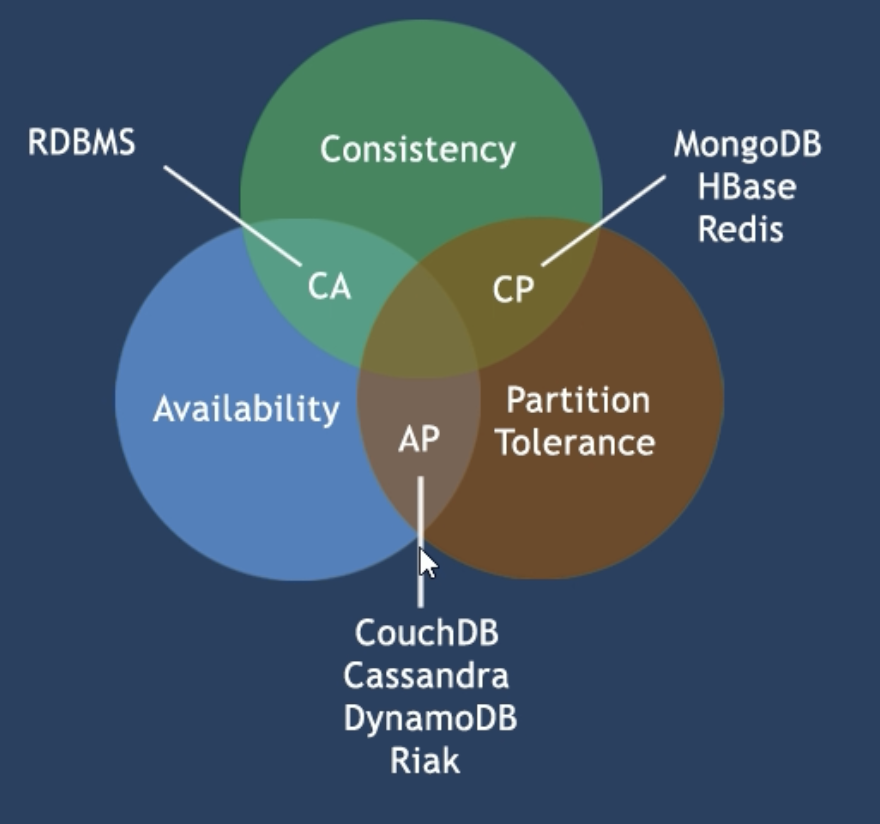 Consistency
RDBMS
MongoDB
HBase
Redis
CA
CP
Availability
Partition
Tolerance
AP
CouchDB
Cassandra
DynamoDB
Riak